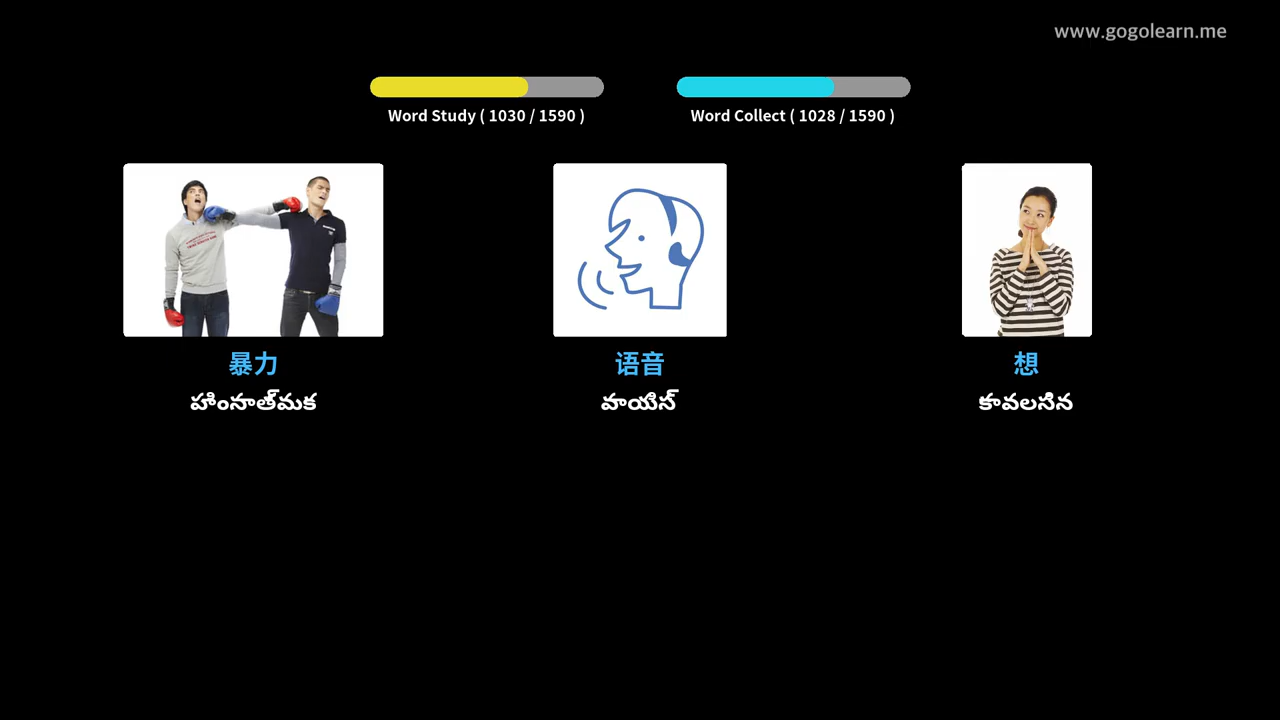 www.gogolearn.me
Word Study ( 1030 / 1590 )
Word Collect ( 1028 / 1590 )
暴力
语音
想
హింసాత్మక
వాయిస్
కావలసిన